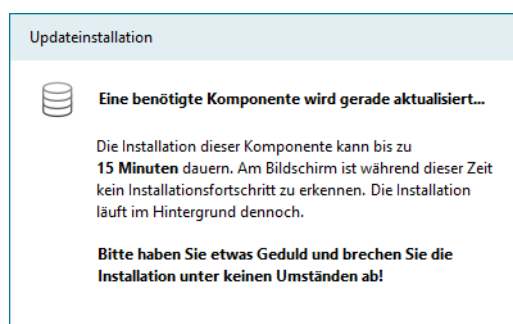 Updateinstallation
Eine benötigte Komponente wird gerade aktualisiert...
Die Installation dieser Komponente kann bis zu
15 Minuten dauern. Am Bildschirm ist während dieser Zeit
kein Installationsfortschritt zu erkennen. Die Installation
läuft im Hintergrund dennoch.
Bitte haben Sie etwas Geduld und brechen Sie die
Installation unter keinen Umständen ab!